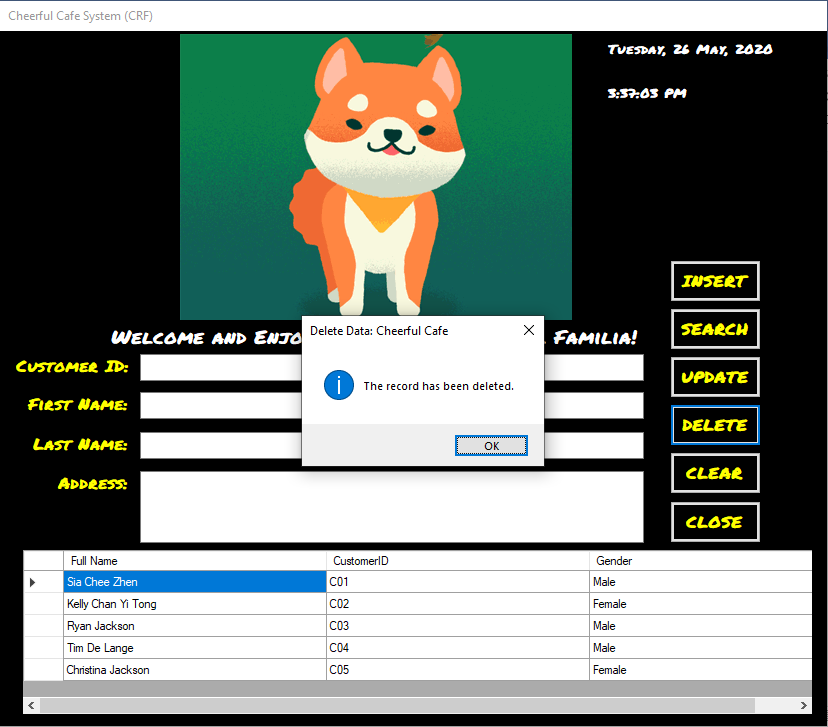 Cheerful Cafe System (CRF)
Tuesday, 26 May, 2020
3:37:03 PM
Welcome and Enjo
Familia!
Delete Data: Cheerful Cafe
The record has been deleted.
OK
Customer ID:
First Name:
Last Name:
Address:
INSERT
SEARCH
UPDATE
DELETE
CLEAR
CLOSE
Full Name CustomerID Gender
Sia Chee Zhen C01 Male
Kelly Chan Yi Tong C02 Female
Ryan Jackson C03 Male
Tim De Lange C04 Male
Christina Jackson C05 Female